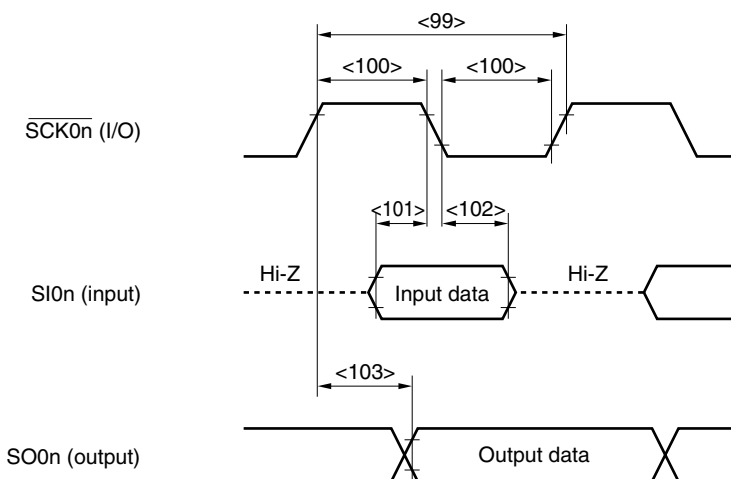 <99>
<100> <100>
SCK0n (I/O)
<101> <102>
Hi-Z Hi-Z
SI0n (input) Input data
<103>
SO0n (output) Output data